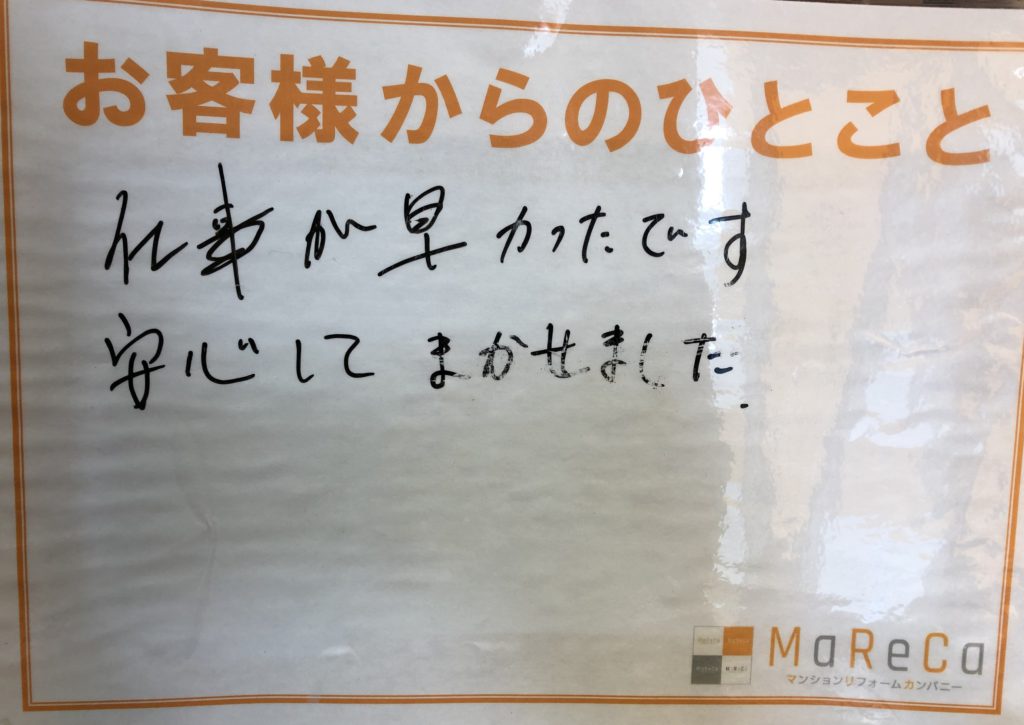 お客様からのひとこと
仕事が早かったです
安心してまかせました.
MaReCa
マンションリフォームカンパニー